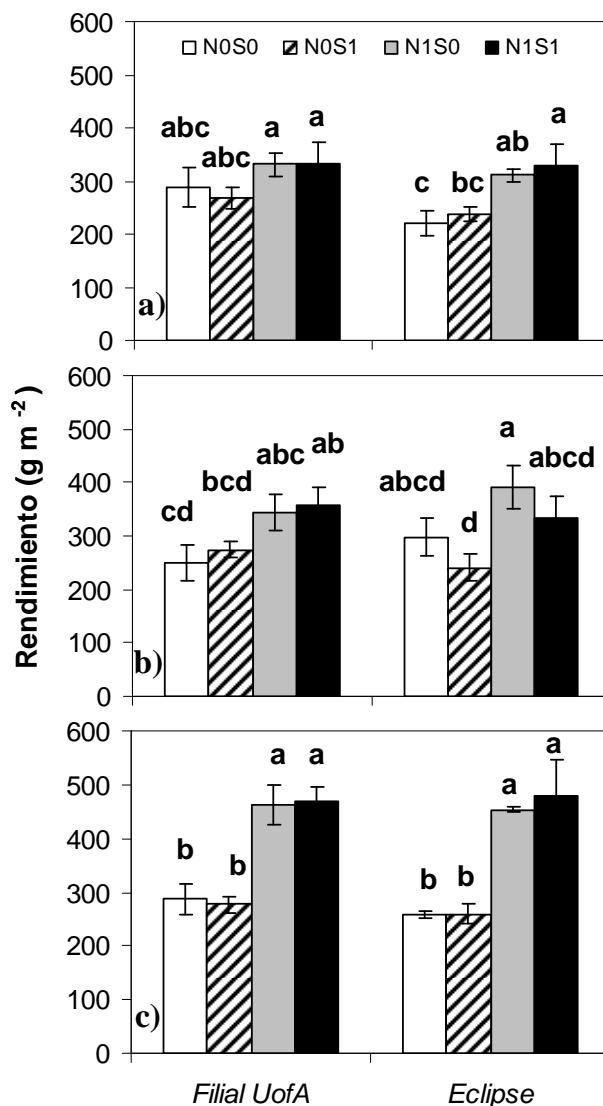 600
N0S0 N0S1 N1S0 N1S1
500
400
300
200
100
0
abc abc a a c bc ab a
a)
Rendimiento (g m -2)
600
500
400
300
200
100
0
cd bcd abc ab abcd d a abcd
b)
600
500
400
300
200
100
0
b b a a b b a a
c)
Filial UofA Eclipse